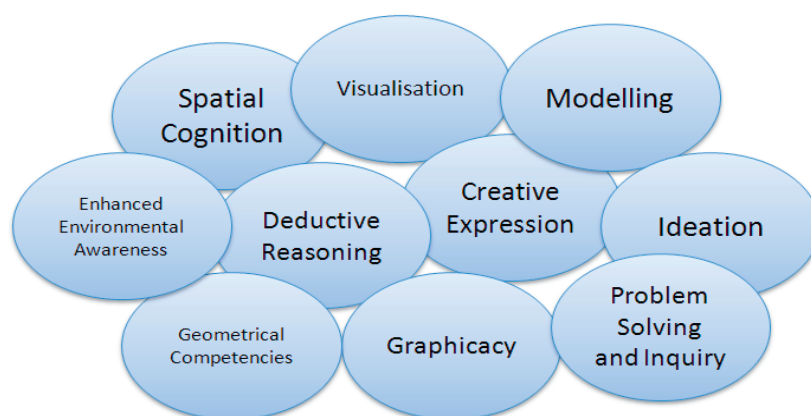 Spatial
Cognition
Visualisation
Modelling
Enhanced
Environmental
Awareness
Deductive
Reasoning
Creative
Expression
Ideation
Geometrical
Competencies
Graphicacy
Problem
Solving
and Inquiry